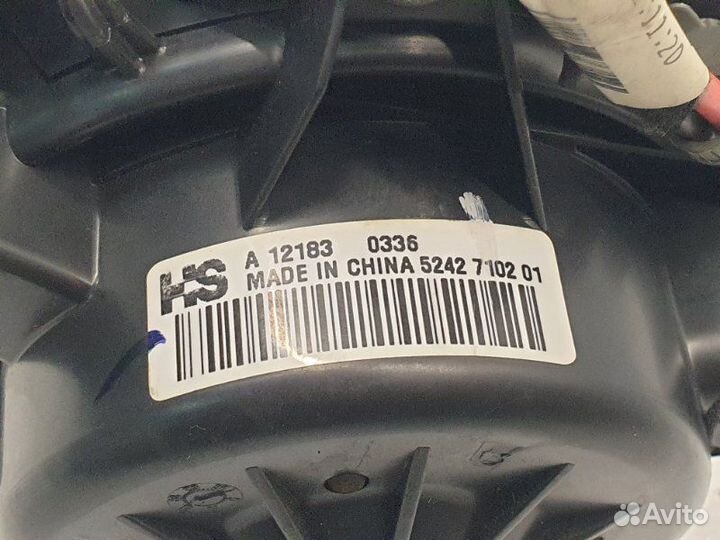 HS A 12183 0336
MADE IN CHINA 5242 7102 01
Avito